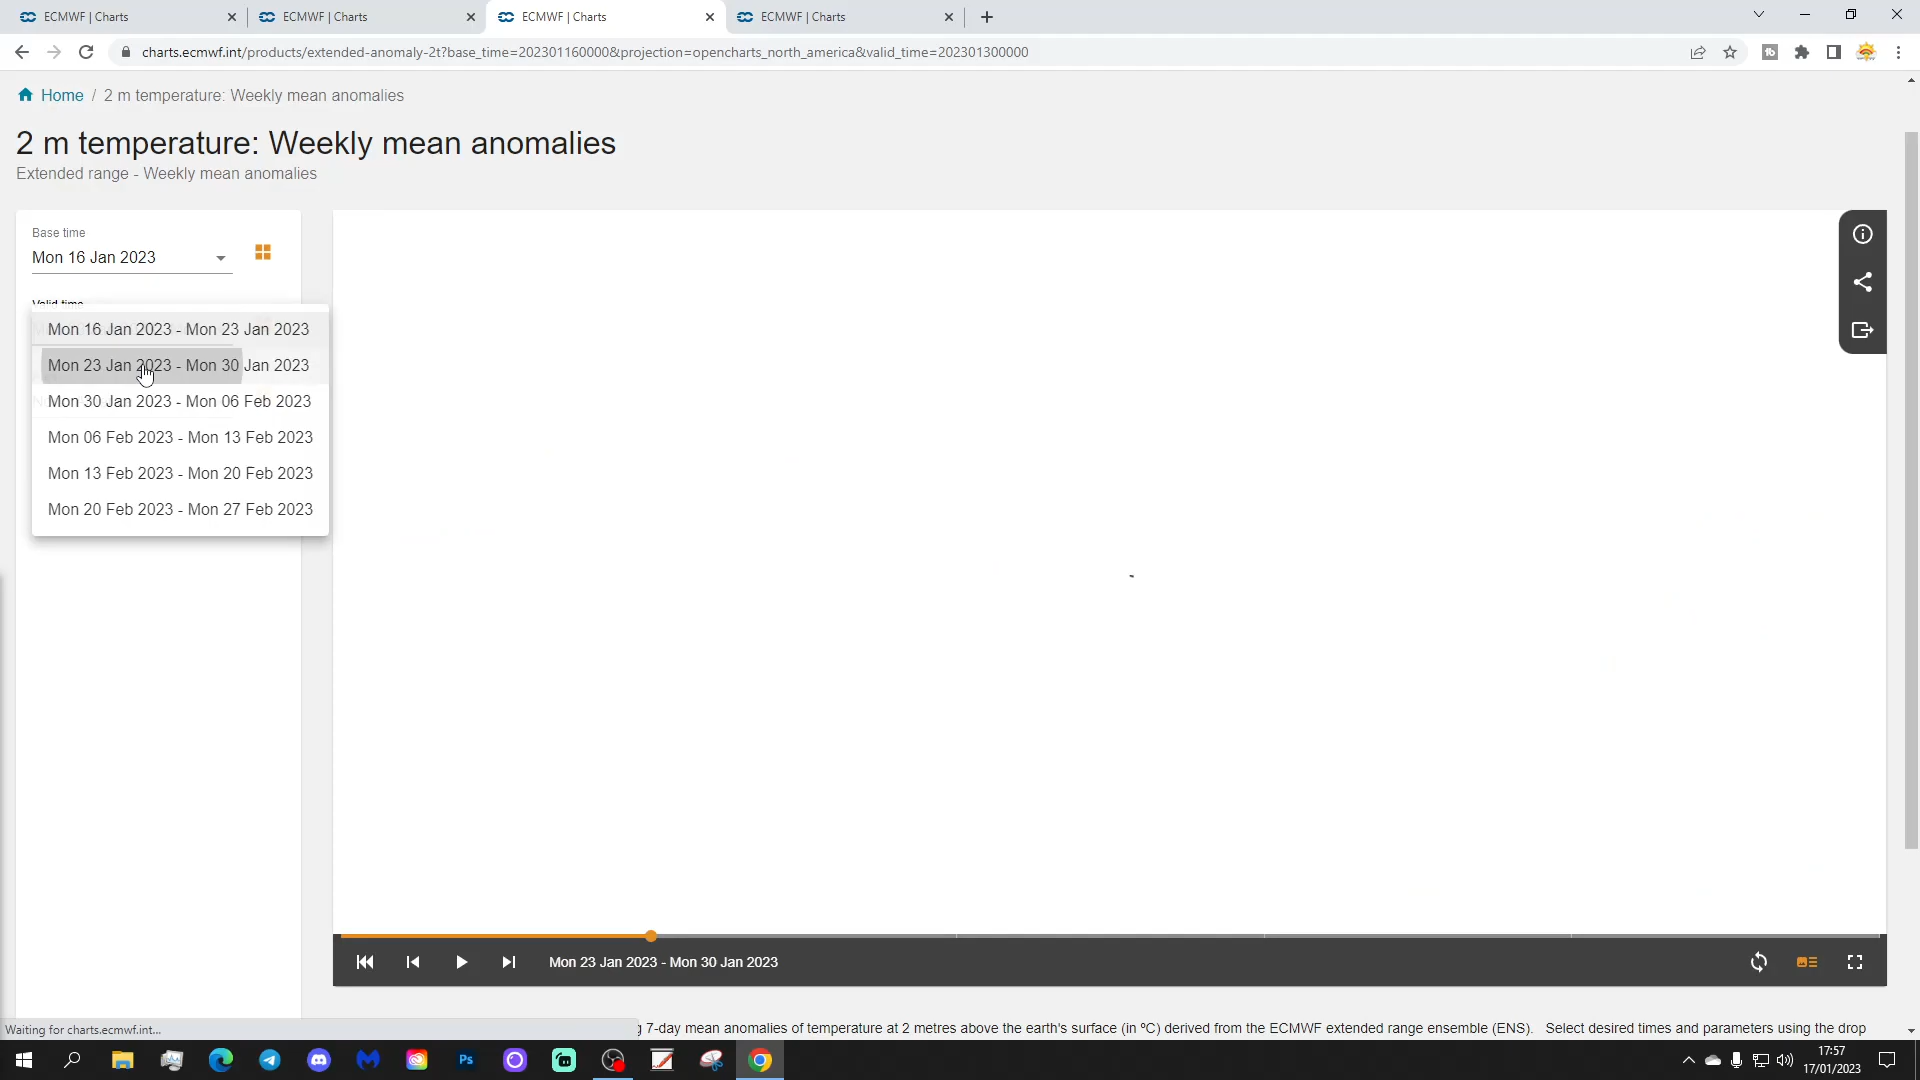 ECMWF | Charts
ECMWF | Charts
ECMWF | Charts
ECMWF | Charts
charts.ecmwf.int/products/extended-anomaly-2t?base_time=202301160000&projection=opencharts_north_america&valid_time=202301300000
Home / 2 m temperature: Weekly mean anomalies
2 m temperature: Weekly mean anomalies
Extended range - Weekly mean anomalies
Base time
Mon 16 Jan 2023
Valid time
Mon 16 Jan 2023 - Mon 23 Jan 2023
Mon 23 Jan 2023 - Mon 30 Jan 2023
Mon 30 Jan 2023 - Mon 06 Feb 2023
Mon 06 Feb 2023 - Mon 13 Feb 2023
Mon 13 Feb 2023 - Mon 20 Feb 2023
Mon 20 Feb 2023 - Mon 27 Feb 2023
Mon 23 Jan 2023 - Mon 30 Jan 2023
Waiting for charts.ecmwf.int...
7-day mean anomalies of temperature at 2 metres above the earth's surface (in ºC) derived from the ECMWF extended range ensemble (ENS). Select desired times and parameters using the drop
Ps
17:57
17/01/2023